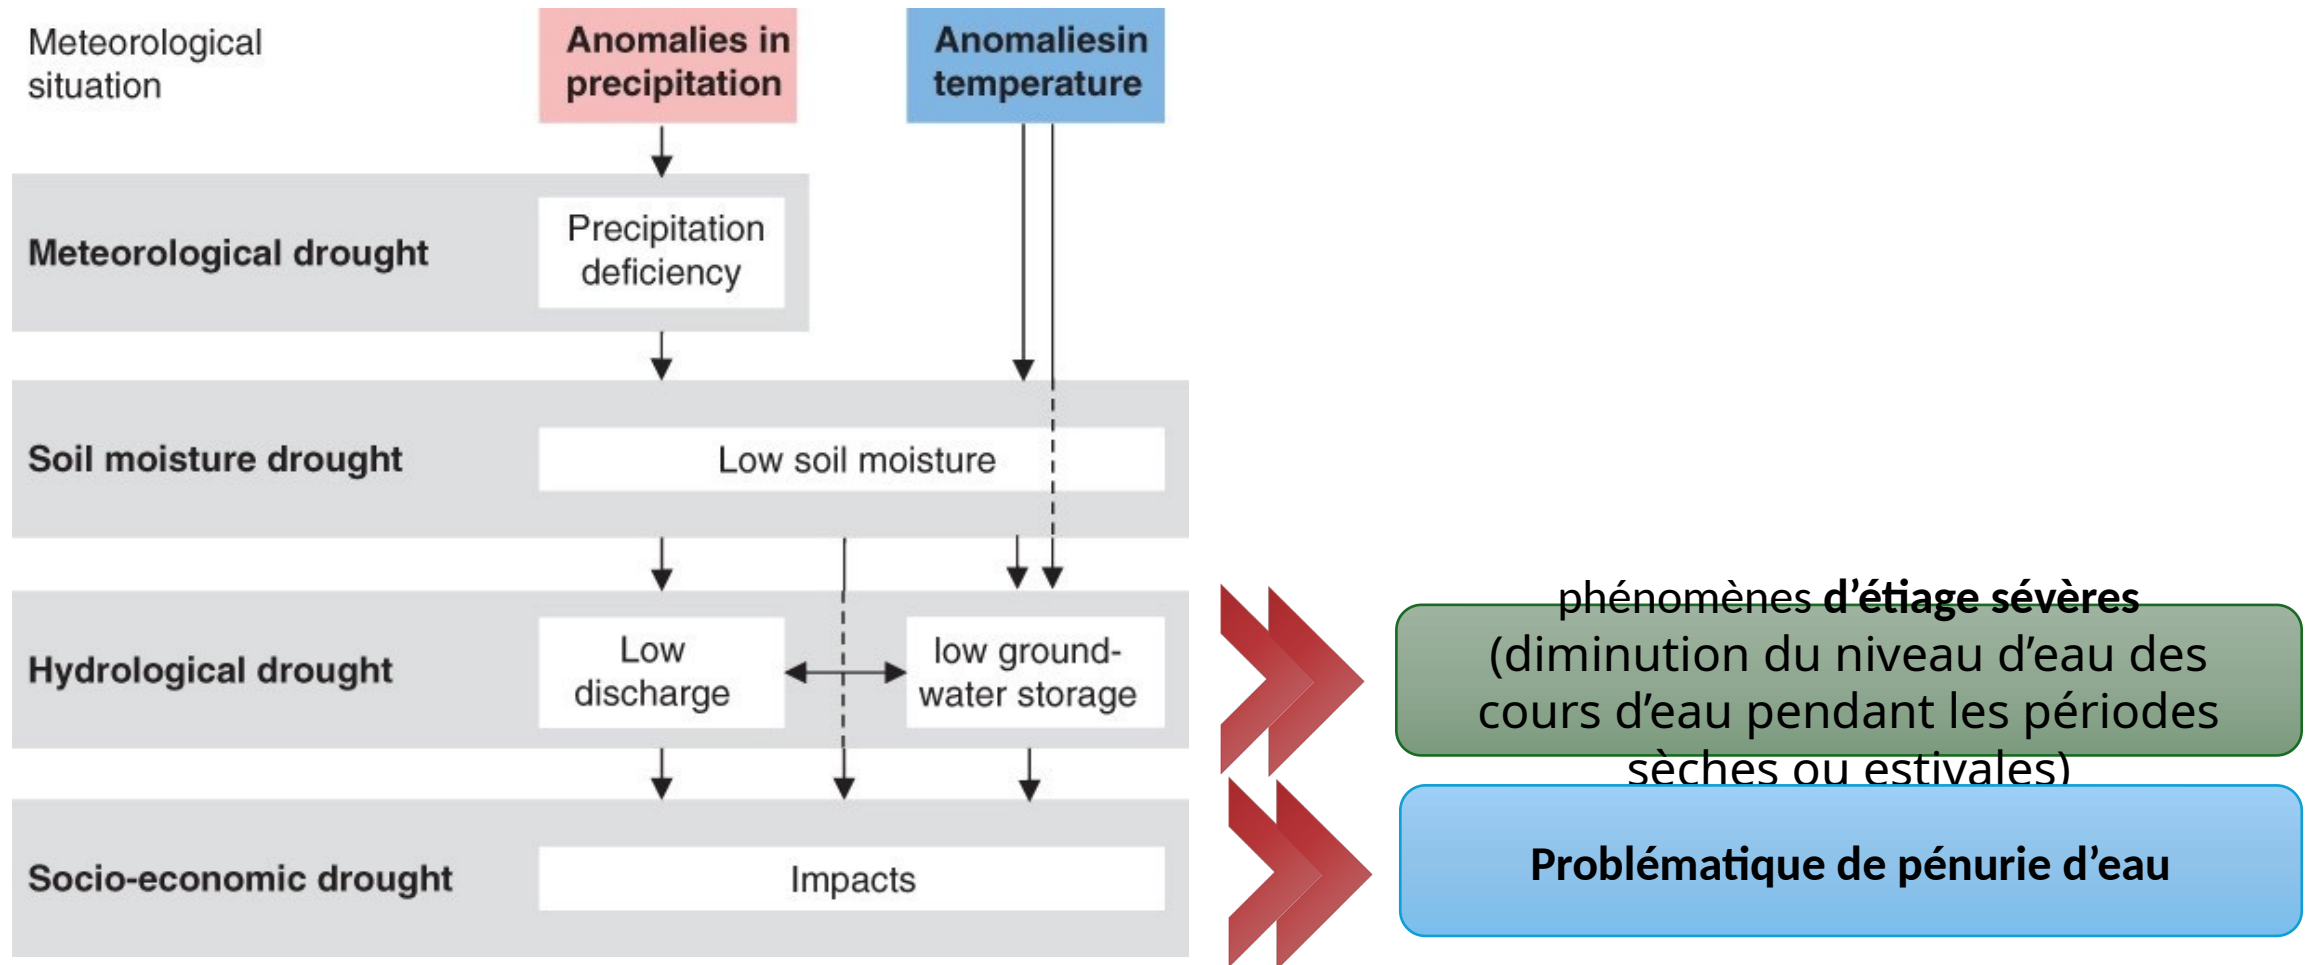 Meteorological
situation
Anomalies in
precipitation
Anomaliesin
temperature
Meteorological drought
Precipitation
deficiency
Soil moisture drought
Low soil moisture
Hydrological drought
Low
discharge
low ground-
water storage
Socio-economic drought
Impacts
phénomènes d’étiage sévères
(diminution du niveau d’eau des
cours d’eau pendant les périodes
sèches ou estivales)
Problématique de pénurie d’eau